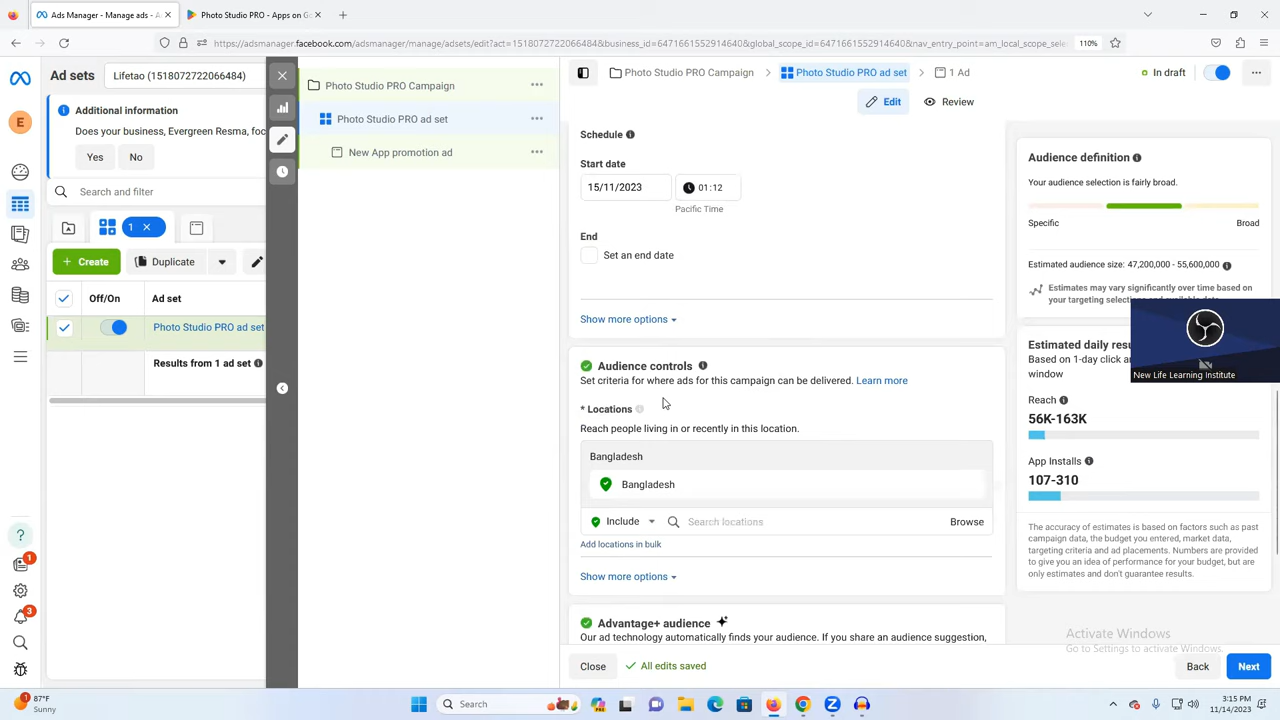 Ads Manager - Manage ads - A
Photo Studio PRO - Apps on G
https://adsmanager.facebook.com/adsmanager/manage/adsets/edit?act=1518072722066484&business_id=6471661552914640&global_scope_id=6471661552914640&nav_entry_point=am_local_scope_sele
110%
Ad sets
Lifetao (1518072722066484)
Additional information
Does your business, Evergreen Resma, foc
Yes
No
Search and filter
1
Create
Duplicate
Off/On
Ad set
Photo Studio PRO ad set
Results from 1 ad set
E
1
3
Photo Studio PRO Campaign
Photo Studio PRO ad set
New App promotion ad
Photo Studio PRO Campaign
Photo Studio PRO ad set
1 Ad
In draft
Edit
Review
Schedule
Start date
15/11/2023
01:12
Pacific Time
End
Set an end date
Show more options
Audience controls
Set criteria for where ads for this campaign can be delivered. Learn more
* Locations
Reach people living in or recently in this location.
Bangladesh
Bangladesh
Include
Search locations
Browse
Add locations in bulk
Show more options
Advantage+ audience
Our ad technology automatically finds your audience. If you share an audience suggestion,
Close
All edits saved
Back
Next
Audience definition
Your audience selection is fairly broad.
Specific
Broad
Estimated audience size: 47,200,000 - 55,600,000
Estimates may vary significantly over time based on
your targeting selections and available data.
Estimated daily resu
Based on 1-day click an
window
New Life Learning Institute
Reach
56K-163K
App Installs
107-310
The accuracy of estimates is based on factors such as past
campaign data, the budget you entered, market data,
targeting criteria and ad placements. Numbers are provided
to give you an idea of performance for your budget, but are
only estimates and don't guarantee results.
Activate Windows
Go to Settings to activate Windows.
1
87°F
Sunny
Search
3:15 PM
11/14/2023